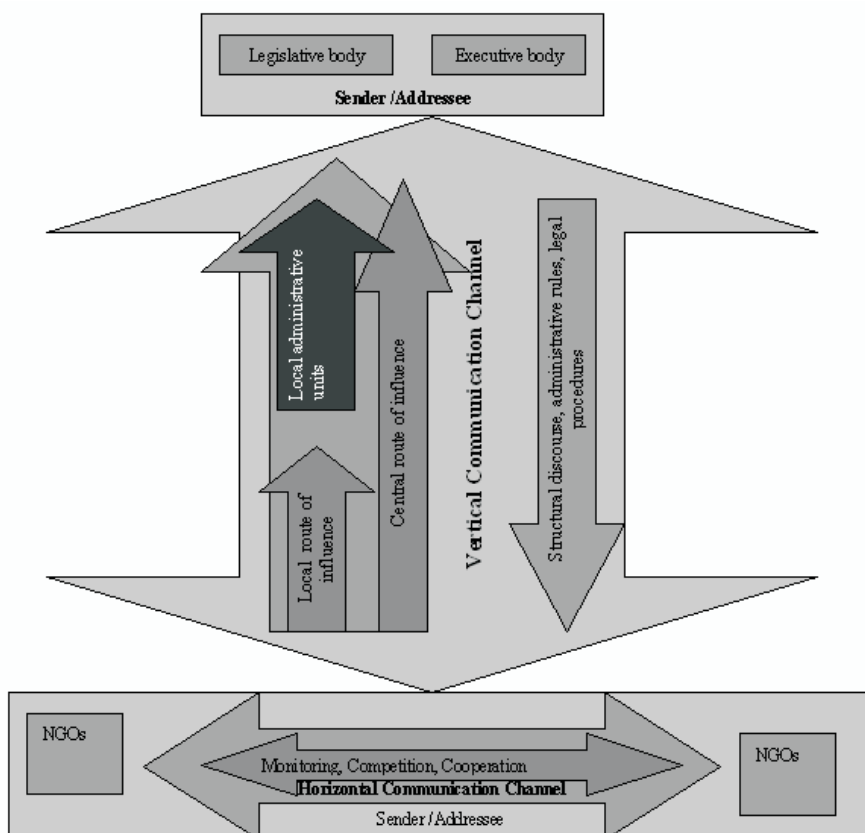 Legislative body
Executive body
Sender /Addressee
Local administrative
units
Local route of
influence
Central route of influence
Vertical Communication Channel
Structural discourse, administrative rules, legal
procedures
NGOs
NGOs
Monitoring, Competition, Cooperation
Horizontal Communication Channel
Sender /Addressee